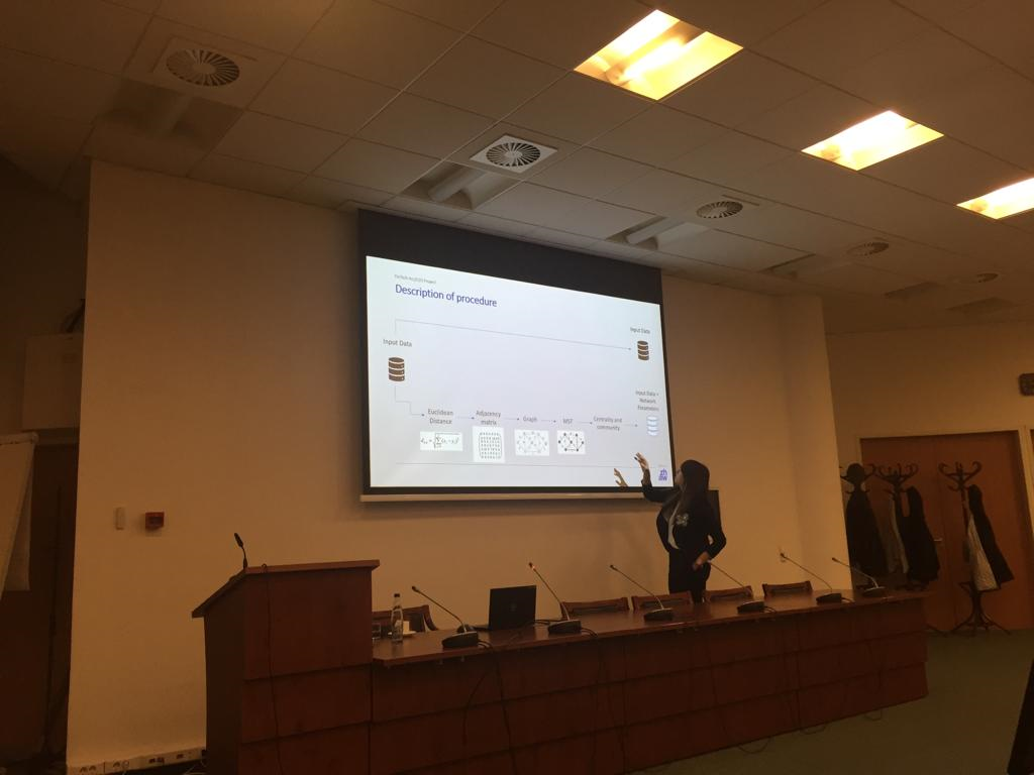 Description of procedure
Input Data
Input Data
Euclidean
Distance
Adjacency
matrix
Graph
MST
Centrality and
community
Input Data +
Network
Parameters